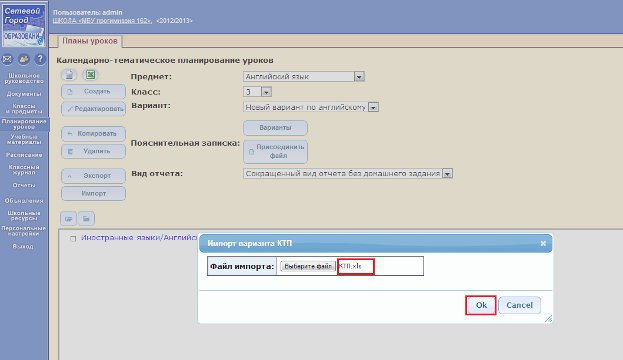 Сетевой
Город
ОБРАЗОВАНИЕ
Пользователь: admin
ШКОЛА «МБУ прогимназия 162», <2012/2013>
Школьное
руководство
Документы
Классы
и предметы
Планирование
уроков
Учебные
материалы
Расписание
Классный
журнал
Отчеты
Объявления
Школьные
ресурсы
Персональные
настройки
Выход
Планы уроков
Календарно-тематическое планирование уроков
Создать
Редактировать
Копировать
Удалить
Экспорт
Импорт
Предмет: Английский язык
Класс: 3
Вариант: Новый вариант по английскому
Варианты
Пояснительная записка: Присоединить
файл
Вид отчета: Сокращенный вид отчета без домашнего задания
Иностранные языки/Английс
Импорт варианта КТП
Файл импорта: Выберите файл КТП.xls
Ok Cancel